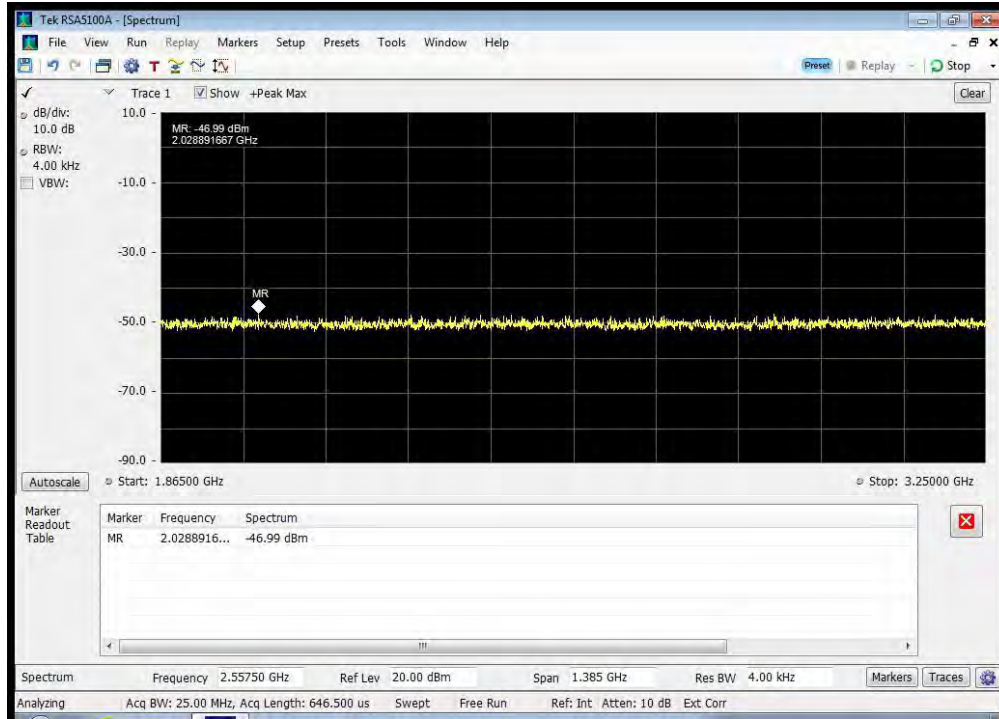 Tek RSA5100A - [Spectrum]
File View Run Replay Markers Setup Presets Tools Window Help
T
Preset Replay Stop
Trace 1 Show +Peak Max
Clear
dB/div:
10.0 dB
RBW:
4.00 kHz
VBW:
10.0
-10.0
-30.0
-50.0
-70.0
-90.0
MR: -46.99 dBm
2.028891667 GHz
MR
Autoscale
Start: 1.86500 GHz
Stop: 3.25000 GHz
Marker
Readout
Table
Marker Frequency Spectrum
MR 2.0288916... -46.99 dBm
Spectrum Frequency 2.55750 GHz Ref Lev 20.00 dBm Span 1.385 GHz Res BW 4.00 kHz Markers Traces
Analyzing Acq BW: 25.00 MHz, Acq Length: 646.500 us Swept Free Run Ref: Int Atten: 10 dB Ext Corr